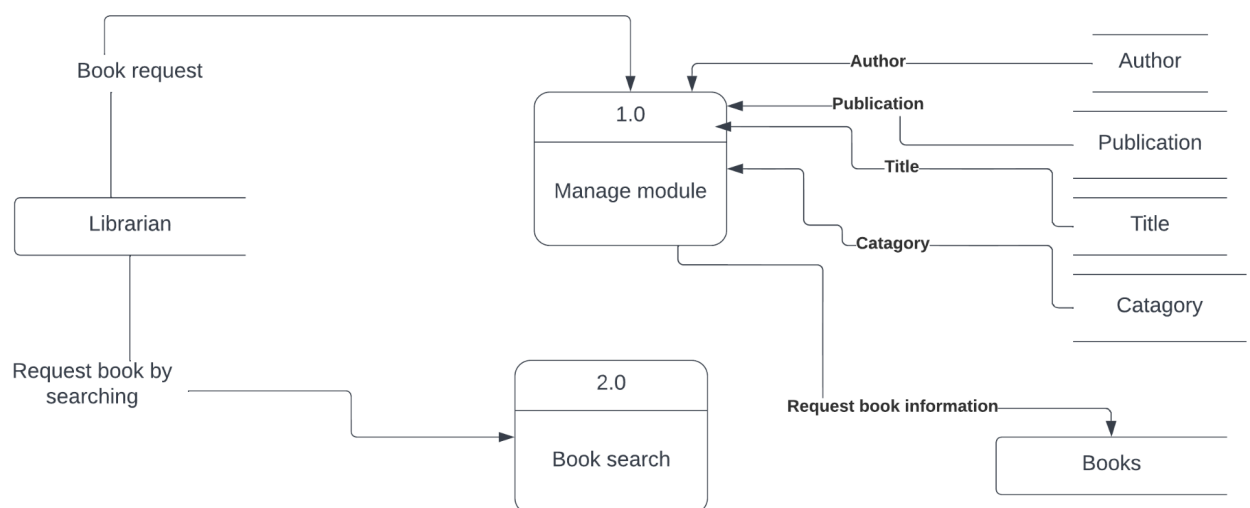 Book request
Librarian
Request book by
searching
1.0
Manage module
2.0
Book search
Author
Publication
Title
Catagory
Request book information
Author
Publication
Title
Catagory
Books